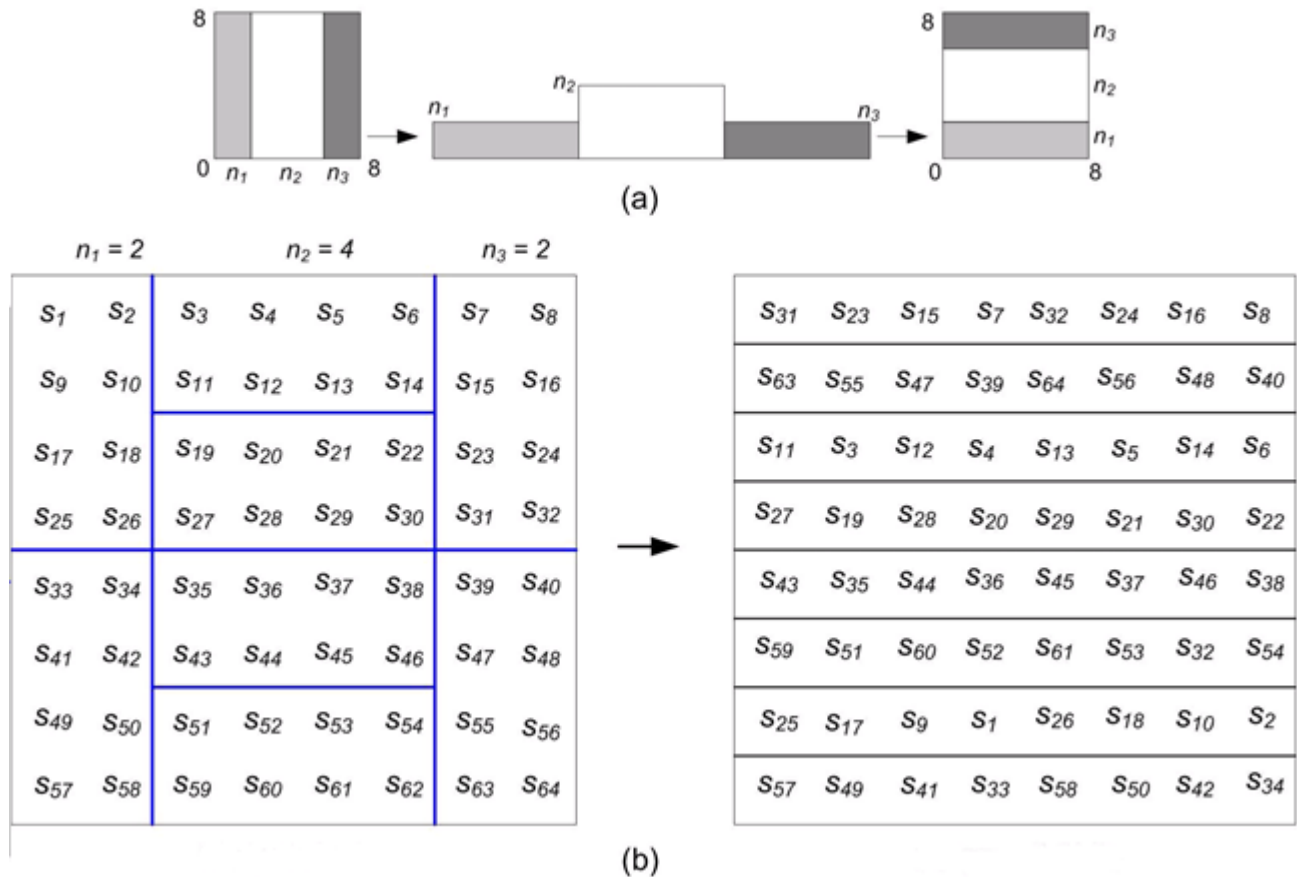 8 8 n3
n2 n2
n1 n3 n1
0 n1 n2 n3 8 0 8
(a)
n1 = 2 n2 = 4 n3 = 2
S1 S2 S3 S4 S5 S6 S7 S8 S31 S23 S15 S7 S32 S24 S16 S8
S9 S10 S11 S12 S13 S14 S15 S16 S63 S55 S47 S39 S64 S56 S48 S40
S17 S18 S19 S20 S21 S22 S23 S24 S11 S3 S12 S4 S13 S5 S14 S6
S25 S26 S27 S28 S29 S30 S31 S32 S27 S19 S28 S20 S29 S21 S30 S22
S33 S34 S35 S36 S37 S38 S39 S40 S43 S35 S44 S36 S45 S37 S46 S38
S41 S42 S43 S44 S45 S46 S47 S48 S59 S51 S60 S52 S61 S53 S32 S54
S49 S50 S51 S52 S53 S54 S55 S56 S25 S17 S9 S1 S26 S18 S10 S2
S57 S58 S59 S60 S61 S62 S63 S64 S57 S49 S41 S33 S58 S50 S42 S34
(b)